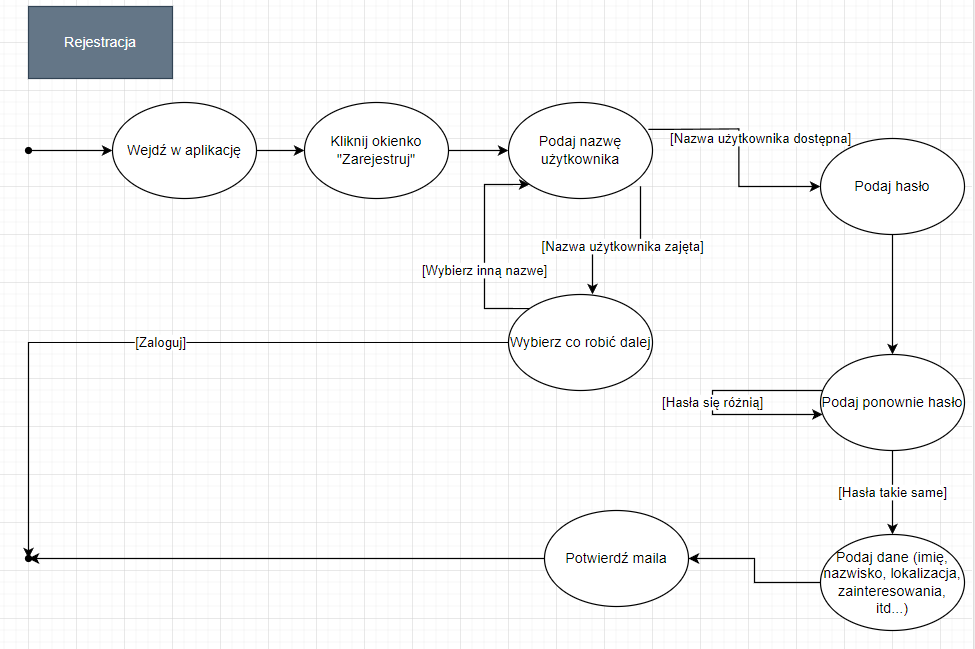 Rejestracja
Wejdź w aplikację
Kliknij okienko
"Zarejestruj"
Podaj nazwę
użytkownika
[Nazwa użytkownika dostępna]
Podaj hasło
[Nazwa użytkownika zajęta]
[Wybierz inną nazwe]
Wybierz co robić dalej
[Zaloguj]
[Hasła się różnią]
Podaj ponownie hasło
[Hasła takie same]
Podaj dane (imię,
nazwisko, lokalizacja,
zainteresowania,
itd...)
Potwierdź maila